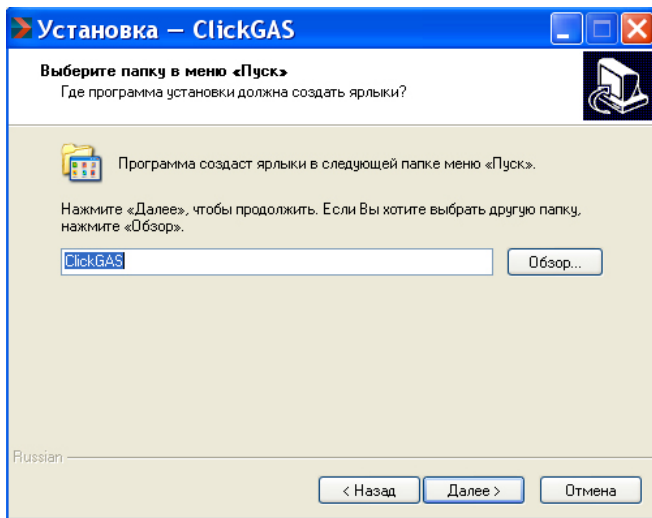 Установка — ClickGAS
Выберите папку в меню «Пуск»
Где программа установки должна создать ярлыки?
Программа создаст ярлыки в следующей папке меню «Пуск».
Нажмите «Далее», чтобы продолжить. Если Вы хотите выбрать другую папку,
нажмите «Обзор».
ClickGAS
Обзор...
Russian
< Назад
Далее >
Отмена